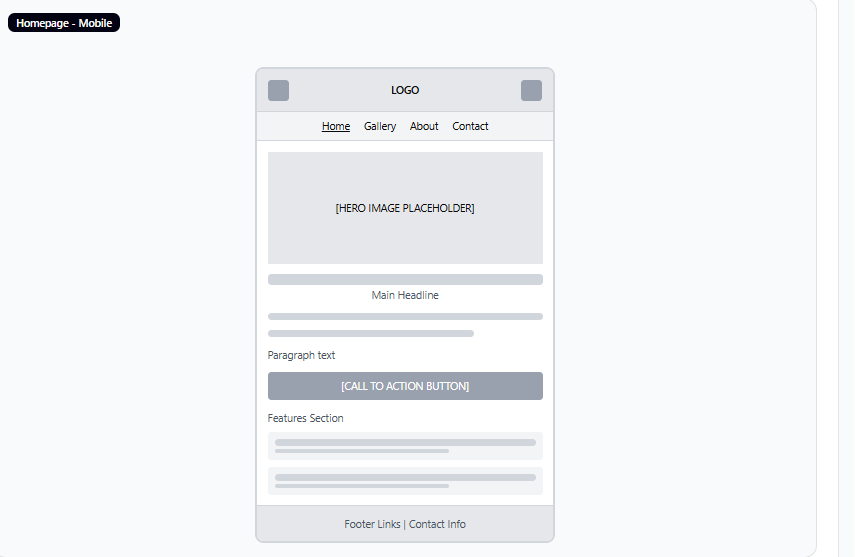 Homepage - Mobile
LOGO
Home Gallery About Contact
[HERO IMAGE PLACEHOLDER]
Main Headline
Paragraph text
[CALL TO ACTION BUTTON]
Features Section
Footer Links | Contact Info